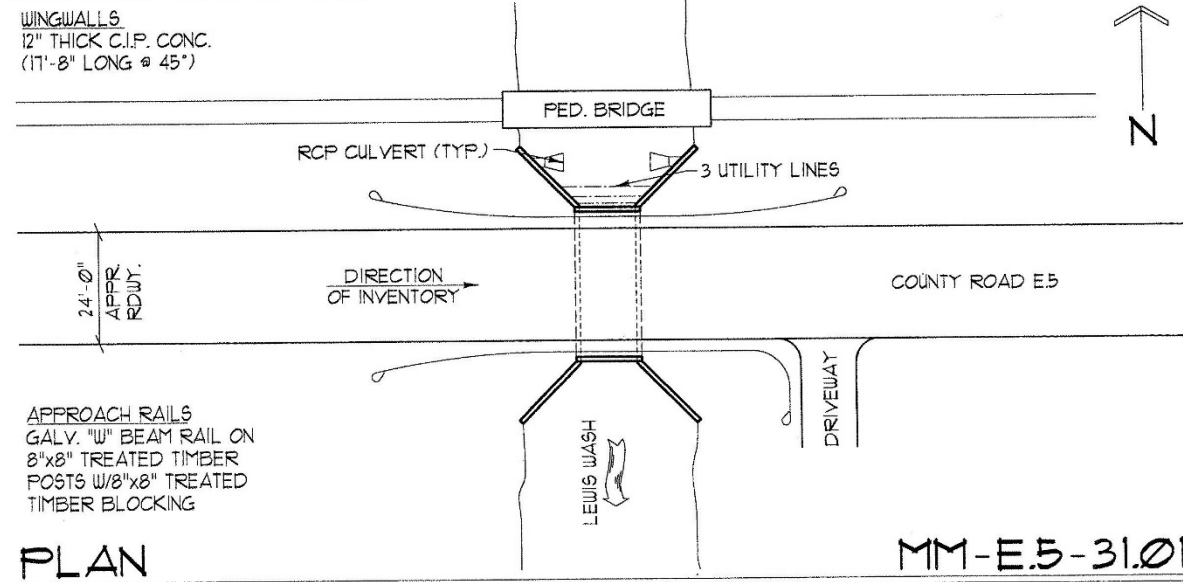 WINGWALLS
12" THICK C.I.P. CONC.
(17'-8" LONG @ 45°)
PED. BRIDGE
N
RCP CULVERT (TYP.)
3 UTILITY LINES
24'-0"
APPR.
RDWY.
DIRECTION
OF INVENTORY
COUNTY ROAD E.5
DRIVEWAY
APPROACH RAILS
GALV. "W" BEAM RAIL ON
8"x8" TREATED TIMBER
POSTS W/8"x8" TREATED
TIMBER BLOCKING
LEWIS WASH
PLAN
MM-E.5-31.01